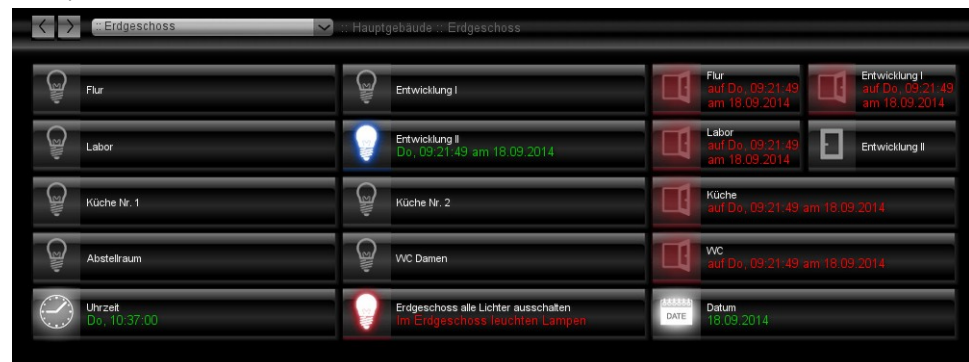 :: Erdgeschoss
:: Hauptgebäude :: Erdgeschoss
Flur
Entwicklung I
Flur
auf Do, 09:21:49
am 18.09.2014
Entwicklung I
auf Do, 09:21:49
am 18.09.2014
Labor
Entwicklung II
Do, 09:21:49 am 18.09.2014
Labor
auf Do, 09:21:49
am 18.09.2014
Entwicklung II
Küche Nr. 1
Küche Nr. 2
Küche
auf Do, 09:21:49 am 18.09.2014
Abstellraum
WC Damen
WC
auf Do, 09:21:49 am 18.09.2014
Uhrzeit
Do, 10:37:00
Erdgeschoss alle Lichter ausschalten
Im Erdgeschoss leuchten Lampen
DATE
Datum
18.09.2014